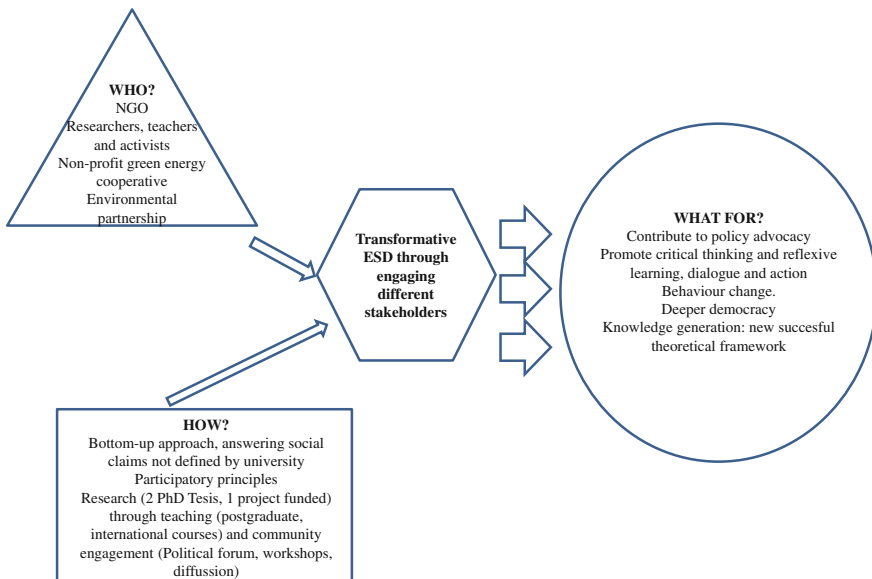 WHO?
NGO
Researchers, teachers
and activists
Non-profit green energy
cooperative
Environmental
partnership
Transformative
ESD through
engaging
different
stakeholders
WHAT FOR?
Contribute to policy advocacy
Promote critical thinking and reflexive
learning, dialogue and action
Behaviour change.
Deeper democracy
Knowledge generation: new succesful
theoretical framework
HOW?
Bottom-up approach, answering social
claims not defined by university
Participatory principles
Research (2 PhD Tesis, 1 project funded)
through teaching (postgraduate,
international courses) and community
engagement (Political forum, workshops,
diffussion)